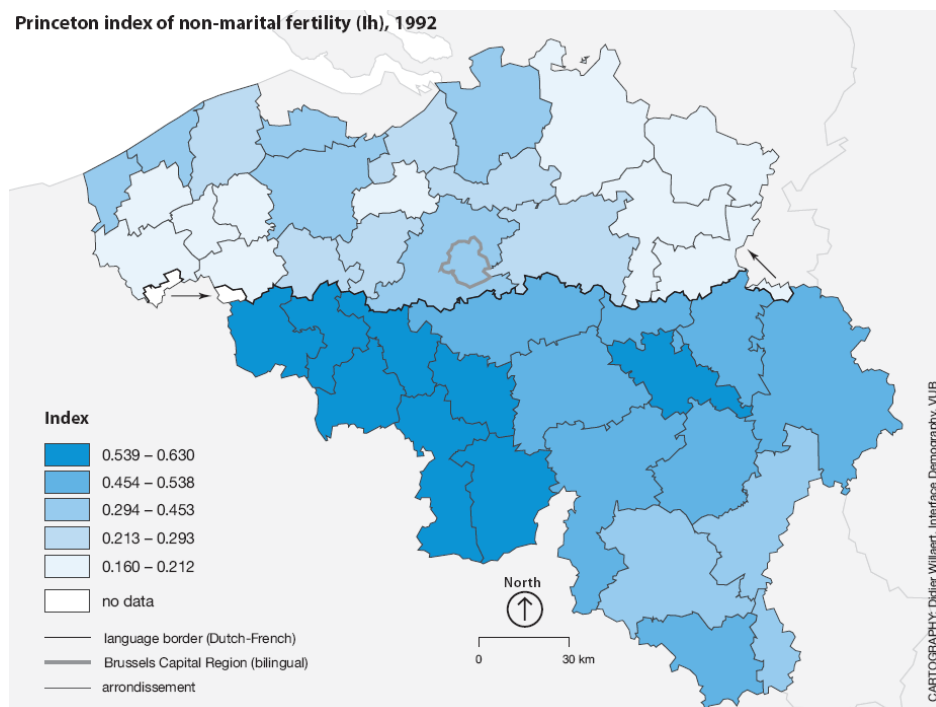 Princeton index of non-marital fertility (Ih), 1992
Index
0.539 – 0.630
0.454 – 0.538
0.294 – 0.453
0.213 – 0.293
0.160 – 0.212
no data
language border (Dutch-French)
Brussels Capital Region (bilingual)
arrondissement
North
0 30 km
CARTOGRAPHY: Didier Willaert, Interface Demography, VUB